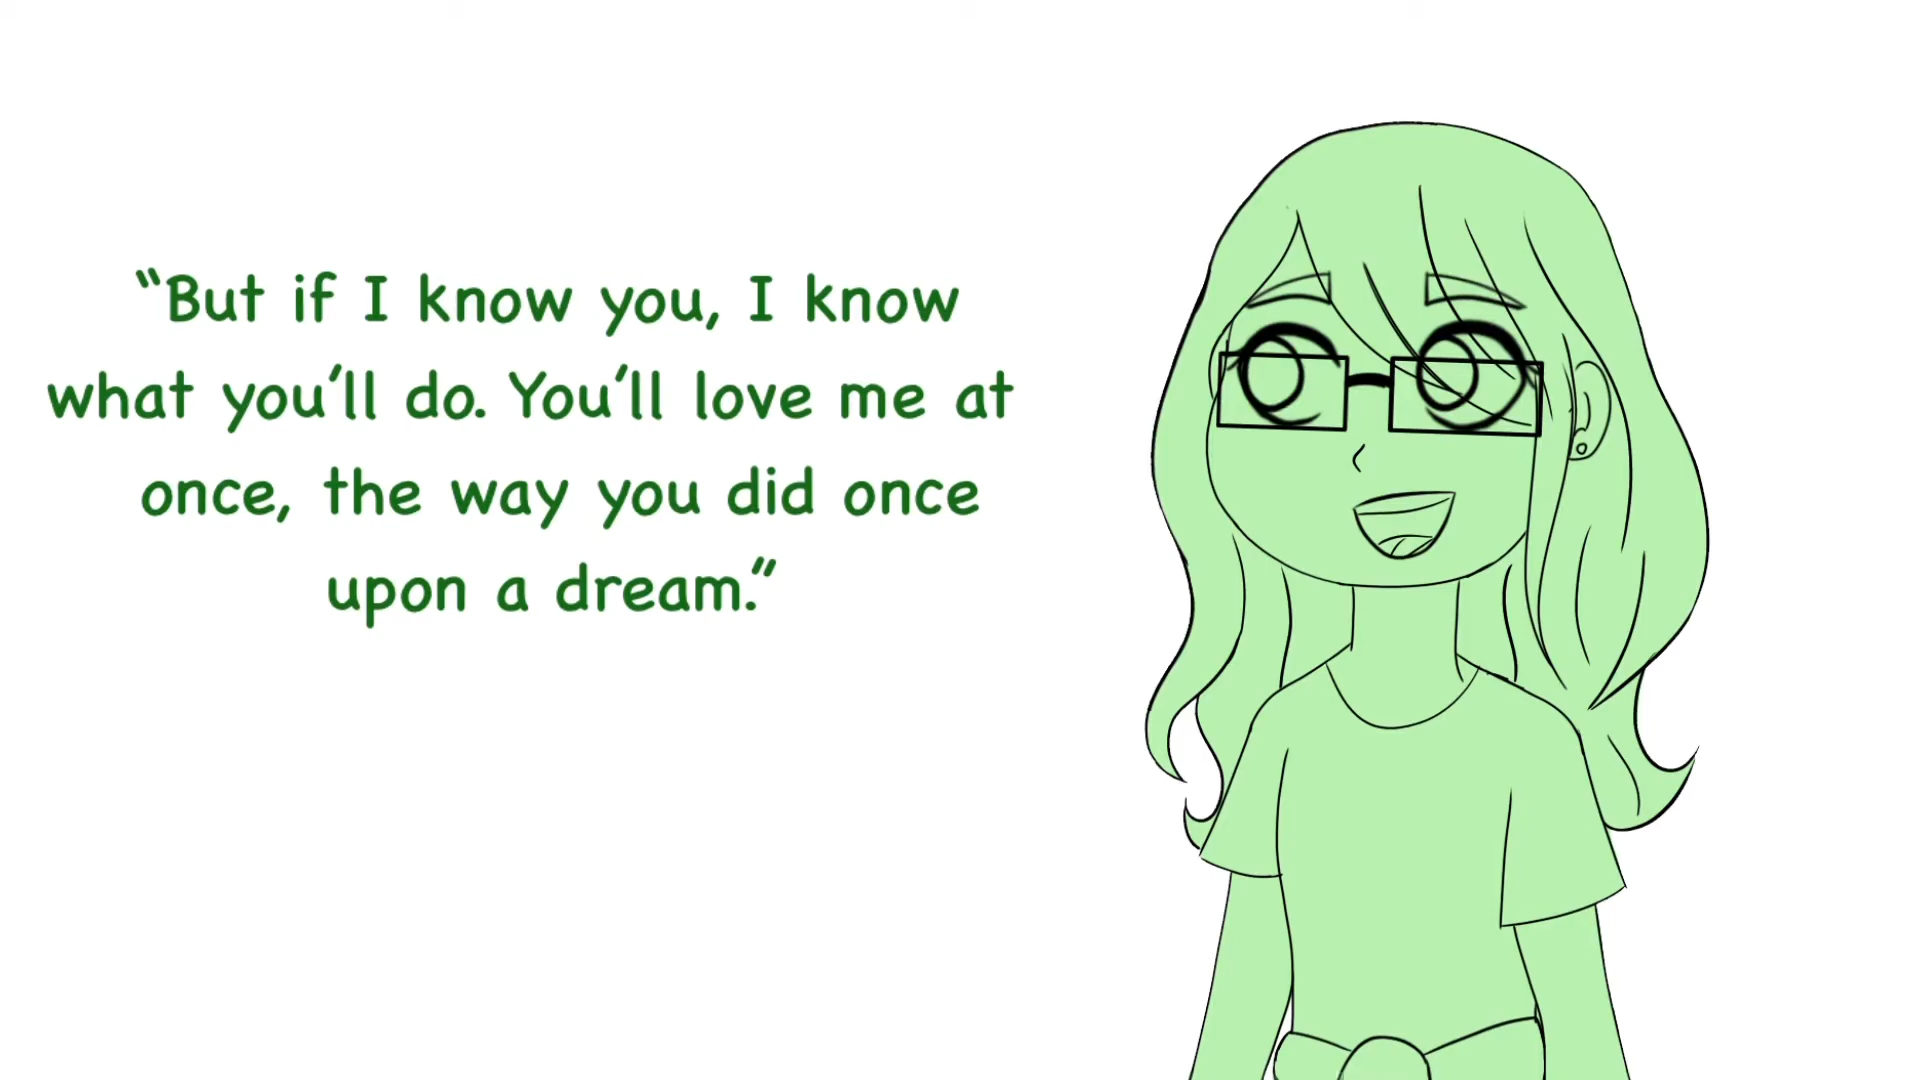 “But if I know you, I know
what you’ll do. You’ll love me at
once, the way you did once
upon a dream.”